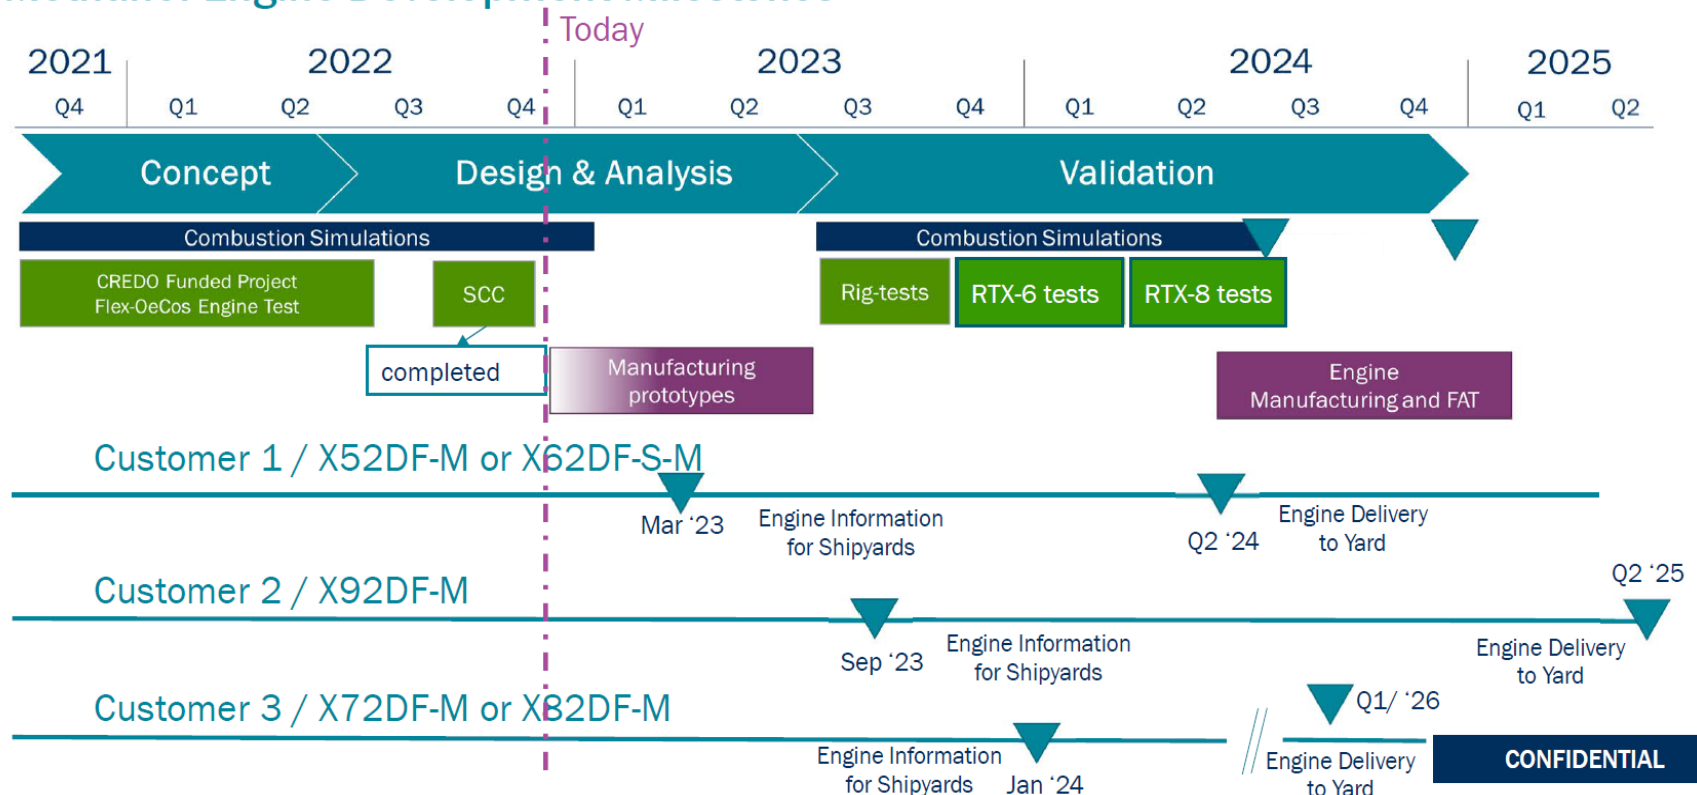 Methanol Engine Development Milestones
Today
2021 2022 2023 2024 2025
Q4 Q1 Q2 Q3 Q4 Q1 Q2 Q3 Q4 Q1 Q2 Q3 Q4 Q1 Q2
Concept Design & Analysis Validation
Combustion Simulations Combustion Simulations
CREDO Funded Project
Flex-OeCos Engine Test
SCC
Rig-tests RTX-6 tests RTX-8 tests
completed
Manufacturing
prototypes
Engine
Manufacturing and FAT
Customer 1 / X52DF-M or X62DF-S-M
Mar ‘23
Engine Information
for Shipyards
Q2 ‘24
Engine Delivery
to Yard
Customer 2 / X92DF-M
Q2 ‘25
Sep ‘23
Engine Information
for Shipyards
Engine Delivery
to Yard
Customer 3 / X72DF-M or X82DF-M
Q1/ ‘26
Engine Information
for Shipyards
Jan ‘24
Engine Delivery
to Yard
CONFIDENTIAL